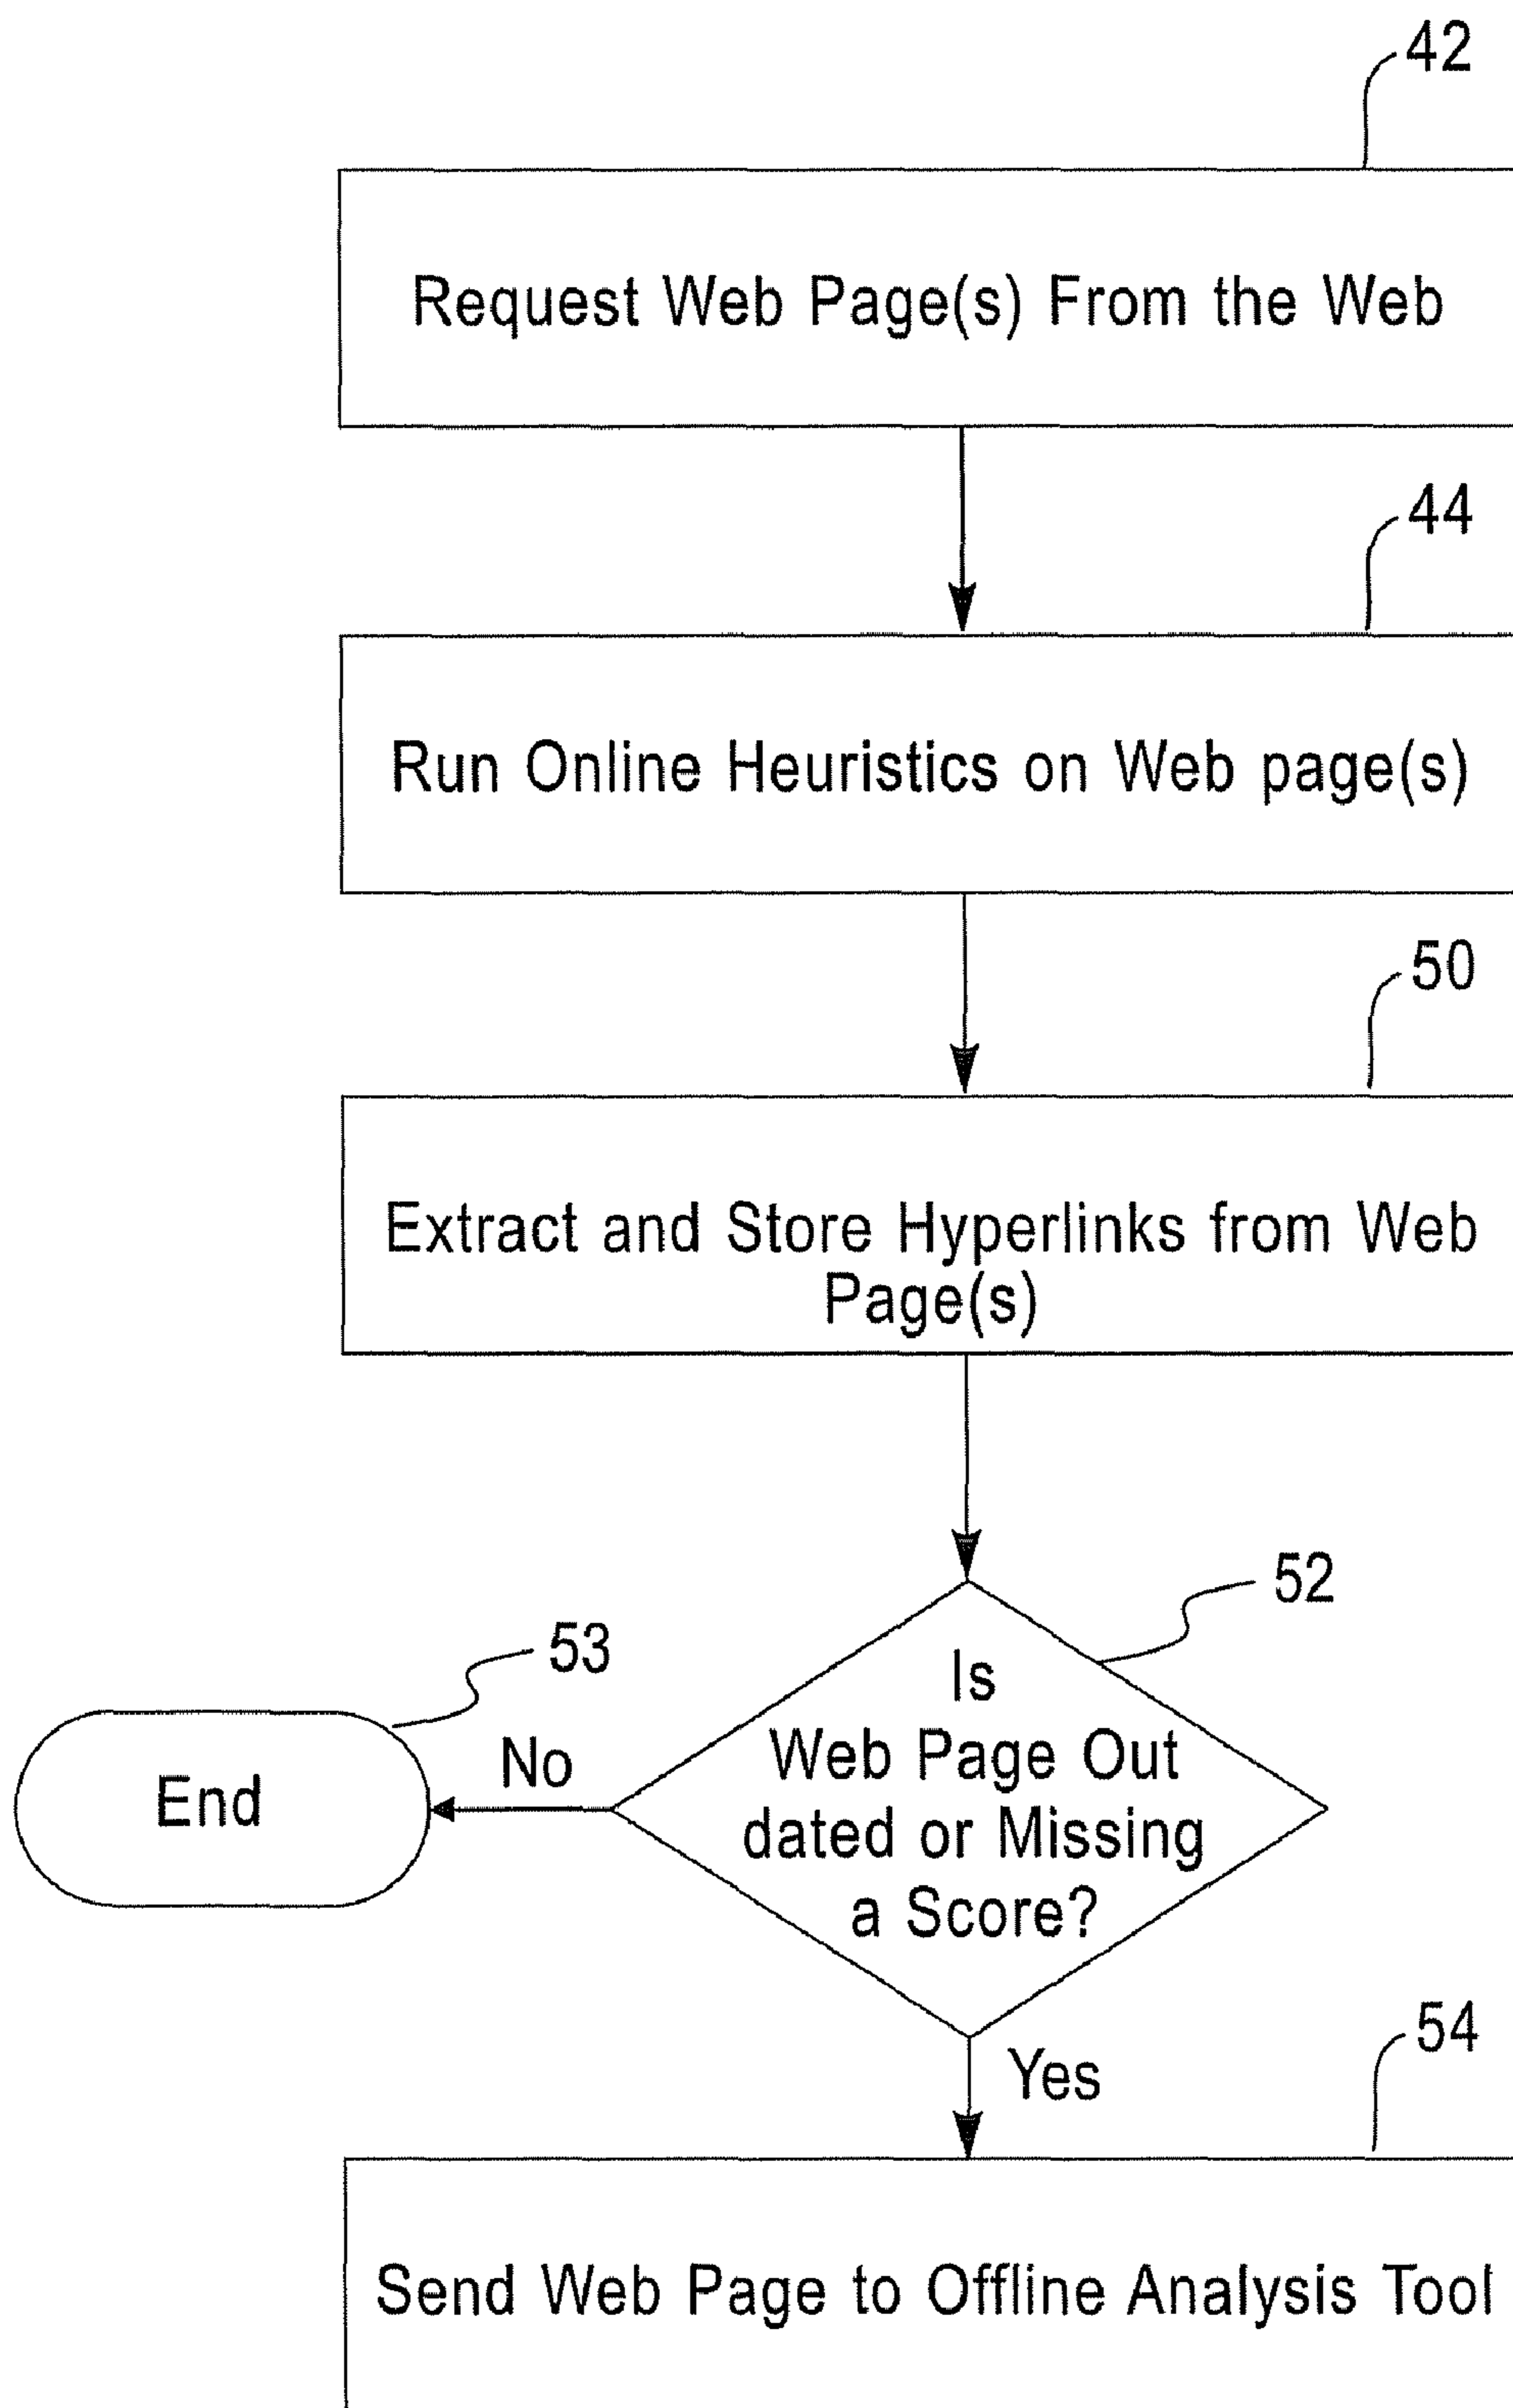 42
Request Web Page(s) From the Web
44
Run Online Heuristics on Web page(s)
50
Extract and Store Hyperlinks from Web
Page(s)
52
53
Is
Web Page Out
dated or Missing
a Score?
No
End
Yes
54
Send Web Page to Offline Analysis Tool